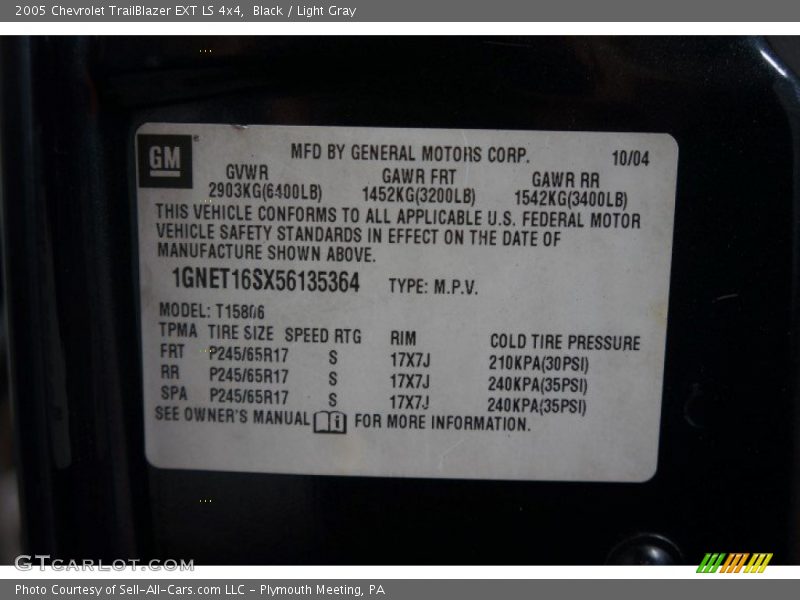 2005 Chevrolet TrailBlazer EXT LS 4x4, Black / Light Gray
GM
MFD BY GENERAL MOTORS CORP. 10/04
GVWR GAWR FRT GAWR RR
2903KG(6400LB) 1452KG(3200LB) 1542KG(3400LB)
THIS VEHICLE CONFORMS TO ALL APPLICABLE U.S. FEDERAL MOTOR
VEHICLE SAFETY STANDARDS IN EFFECT ON THE DATE OF
MANUFACTURE SHOWN ABOVE.
1GNET16SX56135364 TYPE: M.P.V.
MODEL: T15806
TPMA TIRE SIZE SPEED RTG RIM COLD TIRE PRESSURE
FRT P245/65R17 S 17X7J 210KPA(30PSI)
RR P245/65R17 S 17X7J 240KPA(35PSI)
SPA P245/65R17 S 17X7J 240KPA(35PSI)
SEE OWNER'S MANUAL FOR MORE INFORMATION.
GTCARLOT.COM
Photo Courtesy of Sell-All-Cars.com LLC - Plymouth Meeting, PA